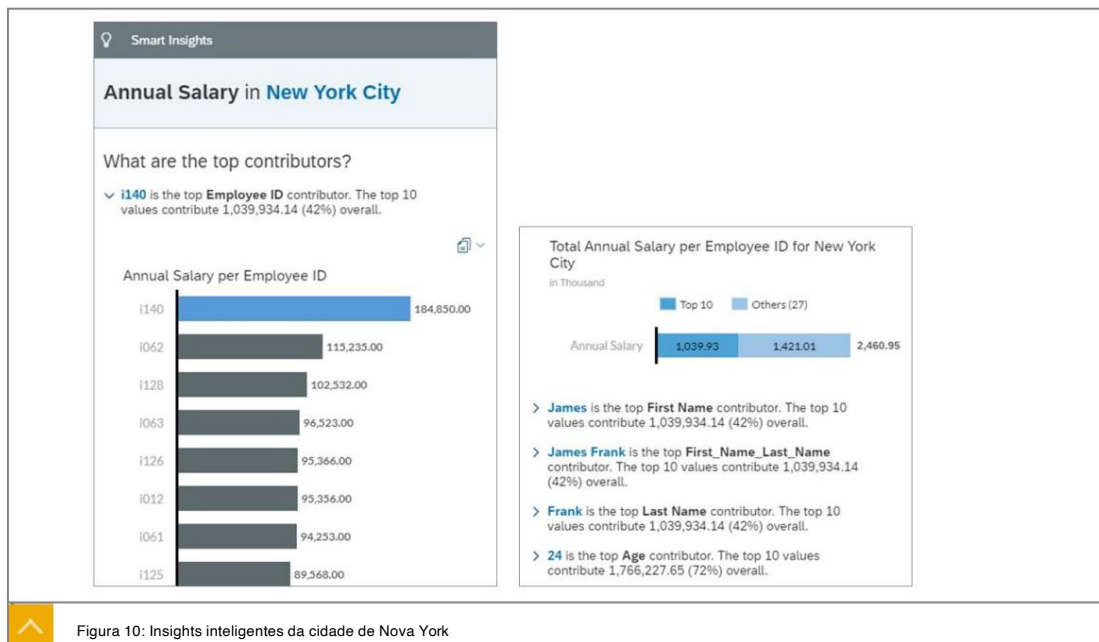 Smart Insights
Annual Salary in New York City
What are the top contributors?
i140 is the top Employee ID contributor. The top 10
values contribute 1,039,934.14 (42%) overall.
Annual Salary per Employee ID
i140 184,850.00
i062 115,235.00
i128 102,532.00
i063 96,523.00
i126 95,366.00
i012 95,356.00
i061 94,253.00
i125 89,568.00
Total Annual Salary per Employee ID for New York
City
in Thousand
Top 10 Others (27)
Annual Salary 1,039.93 1,421.01 2,460.95
James is the top First Name contributor. The top 10
values contribute 1,039,934.14 (42%) overall.
James Frank is the top First_Name_Last_Name
contributor. The top 10 values contribute 1,039,934.14
(42%) overall.
Frank is the top Last Name contributor. The top 10
values contribute 1,039,934.14 (42%) overall.
24 is the top Age contributor. The top 10 values
contribute 1,766,227.65 (72%) overall.
Figura 10: Insights inteligentes da cidade de Nova York